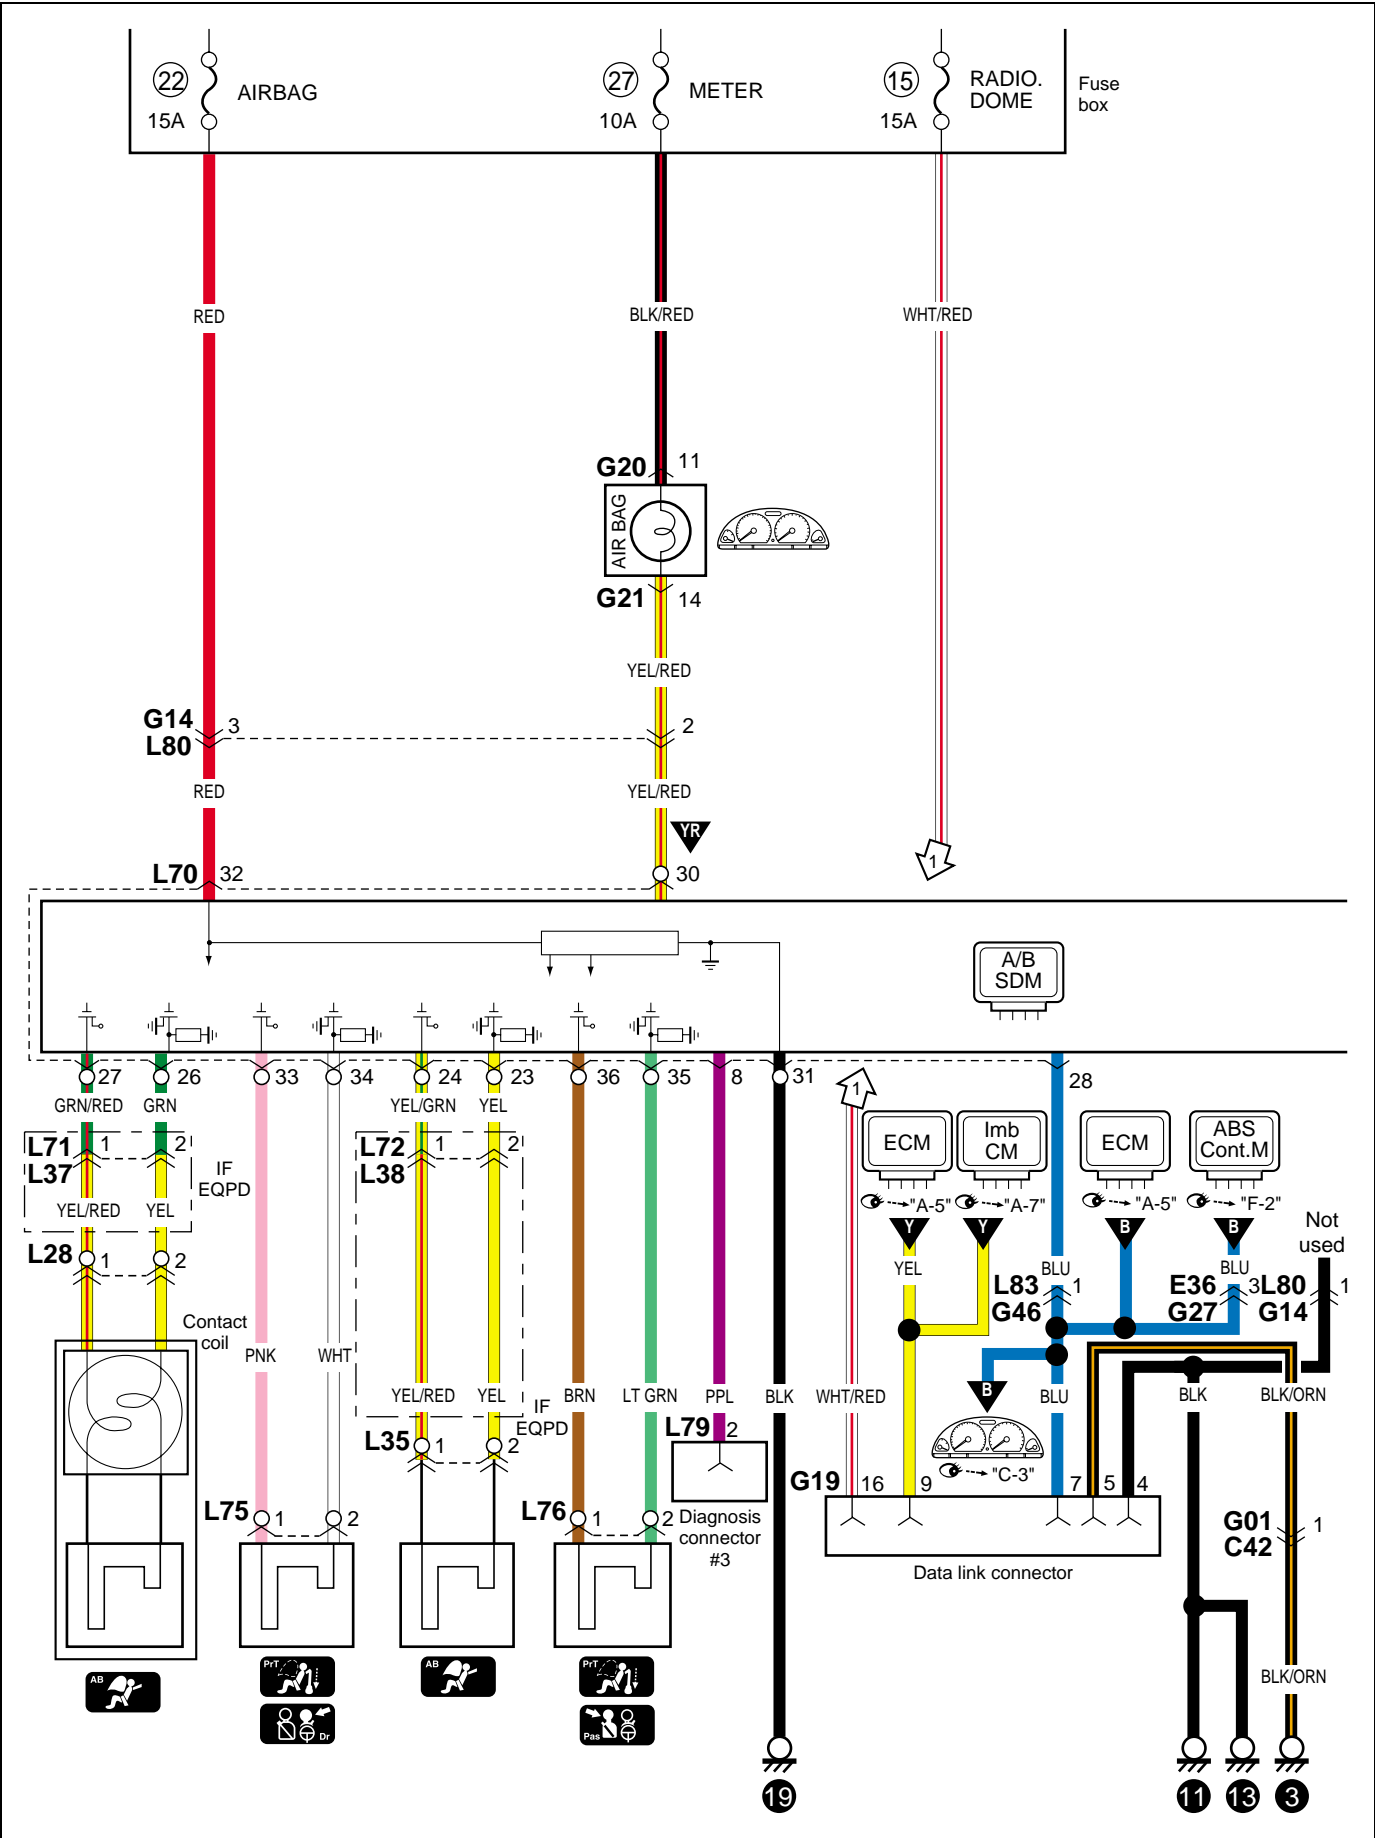 22 AIRBAG
15A
27 METER
10A
15 RADIO.
DOME
15A
Fuse
box
RED
BLK/RED
WHT/RED
G20 11
AIR BAG
G21 14
YEL/RED
G14 3
L80
2
RED
YEL/RED
YR
1
L70 32
30
A/B
SDM
27 26 33 34 24 23 36 35 8 31 1 28
GRN/RED GRN
YEL/GRN YEL
L71 1 2
L37
IF
EQPD
YEL/RED YEL
L72 1 2
L38
ECM
Imb
CM
ECM
ABS
Cont.M
"A-5" "A-7" "A-5" "F-2"
Y Y B B
Not
used
L28 1 2
YEL
BLU
BLU
L83 1
G46
E36 3
G27
L80 1
G14
Contact
coil
PNK WHT
B
YEL/RED YEL
IF
EQPD
BRN LT GRN PPL BLK WHT/RED
BLU
BLK BLK/ORN
L35 1 2
L79 2
"C-3"
G19 16 9 7 5 4
L75 1 2
L76 1 2
Diagnosis
connector
#3
Data link connector
G01 1
C42
AB
PrT
Dr
AB
PrT
Pas
BLK/ORN
19 11 13 3